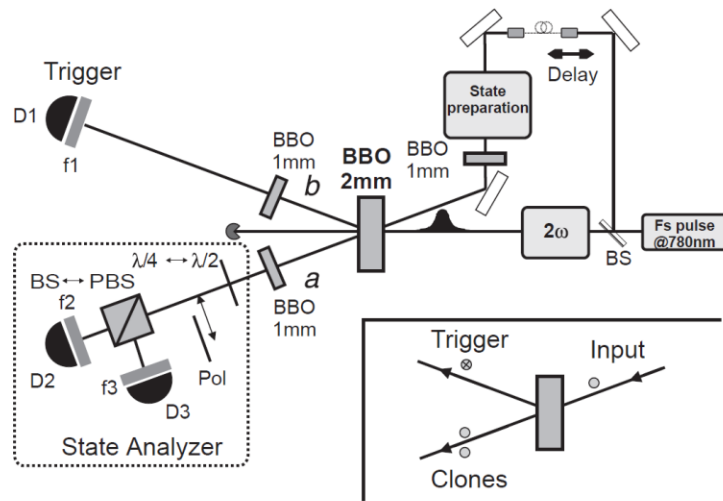 Trigger
D1
f1
BBO
1mm
b
BBO
2mm
BBO
1mm
State
preparation
Delay
2ω
BS
Fs pulse
@780nm
λ/4 ↔ λ/2
BS↔PBS
f2
D2
f3
D3
Pol
a
BBO
1mm
State Analyzer
Trigger
Input
Clones